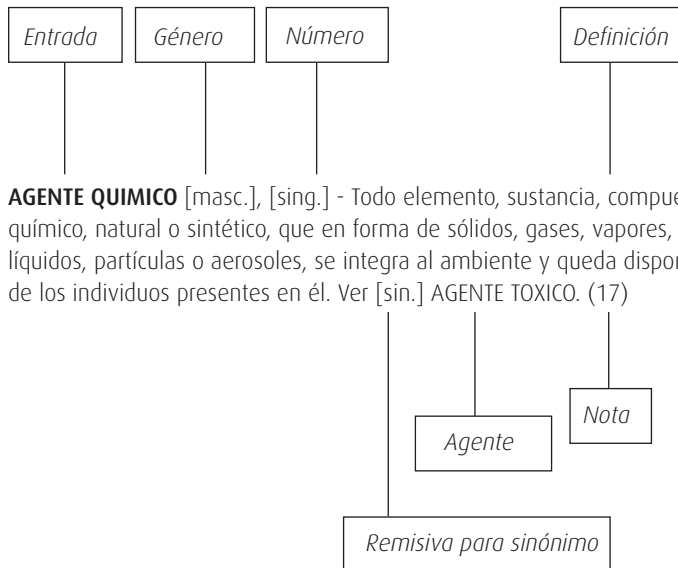 Entrada Género Número Definición
AGENTE QUIMICO [masc.], [sing.] - Todo elemento, sustancia,
químico, natural o sintético, que en forma de sólidos, gases, vapores,
líquidos, partículas o aerosoles, se integra al ambiente y queda
de los individuos presentes en él. Ver [sin.] AGENTE TOXICO. (17)
Nota
Agente
Remisiva para sinónimo